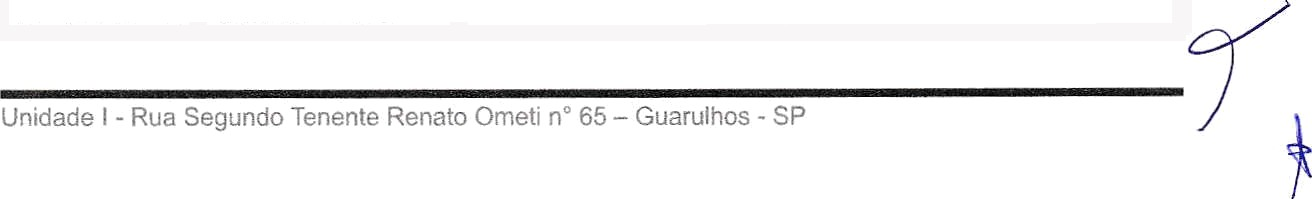 Unidade I - Rua Segundo Tenente Renato Ometi n° 65 – Guarulhos - SP